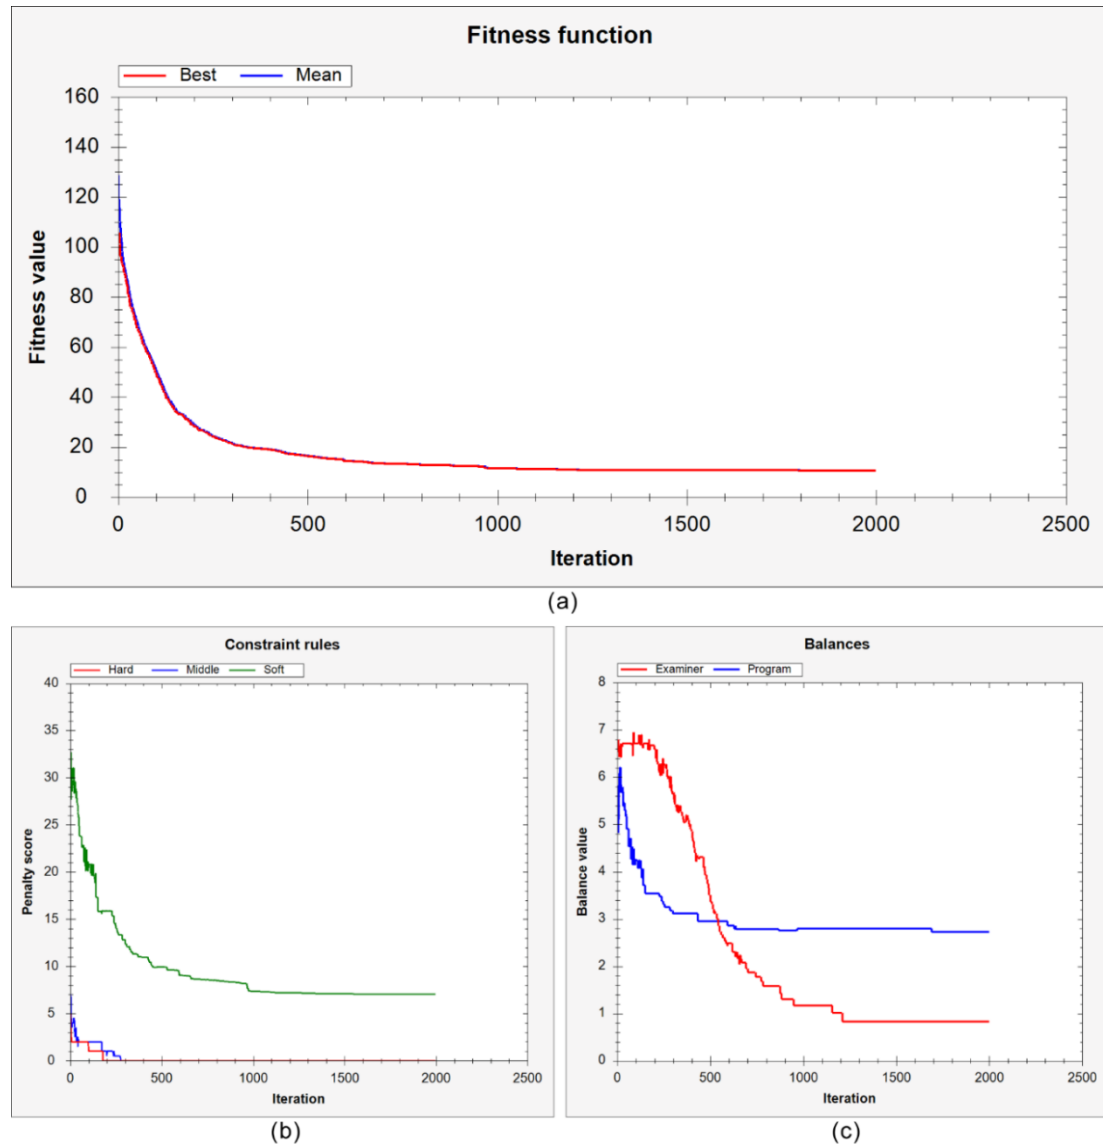 Fitness function
Best Mean
160
140
120
100
80
60
40
20
0
Fitness value
0 500 1000 1500 2000 2500
Iteration
(a)
Constraint rules
Hard Middle Soft
40
35
30
25
20
15
10
5
0
Penalty score
0 500 1000 1500 2000 2500
Iteration
(b)
Balances
Examiner Program
8
7
6
5
4
3
2
1
0
Balance value
0 500 1000 1500 2000 2500
Iteration
(c)